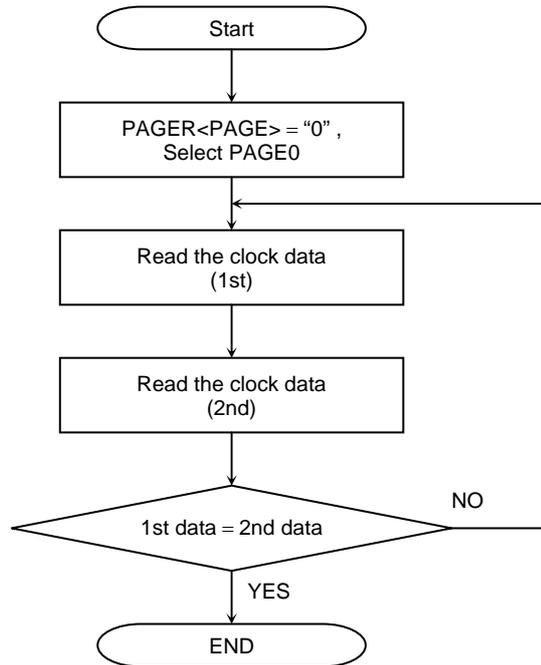 Start
PAGER<PAGE> = “0” ,
Select PAGE0
Read the clock data
(1st)
Read the clock data
(2nd)
1st data = 2nd data
NO
YES
END